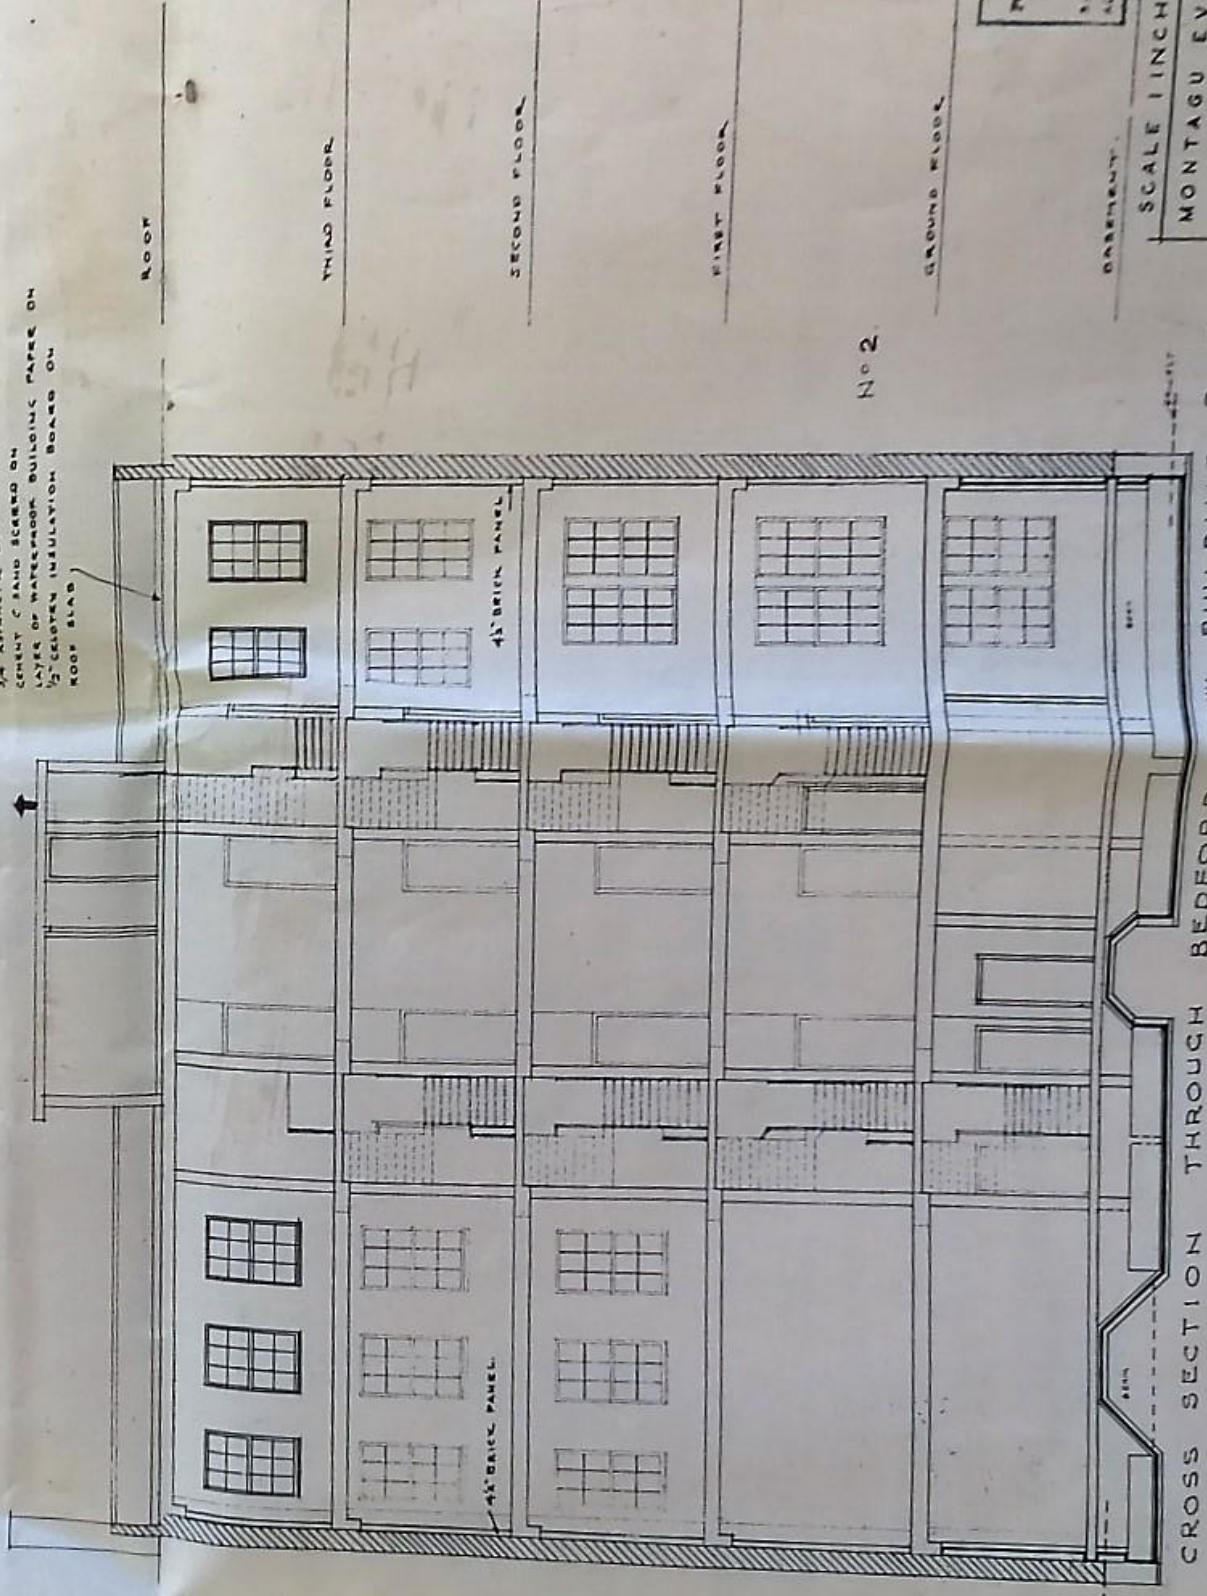 CEMENT & SAND SCREED ON
LAYER OF WATERPROOF BUILDING PAPER ON
1/2" CELOTEX INSULATION BOARD ON
ROOF SLAB
ROOF
THIRD FLOOR
4½" BRICK PANEL.
4½" BRICK PANEL
SECOND FLOOR
FIRST FLOOR
No 2.
GROUND FLOOR
BASEMENT.
SCALE 1 INCH
MONTAGU EV
CROSS SECTION THROUGH BEDFORD